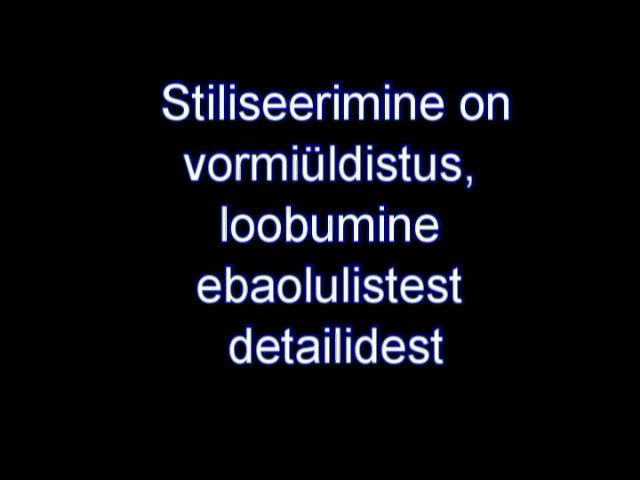 Stiliseerimine on
vormiüldistus,
loobumine
ebaolulistest
detailidest